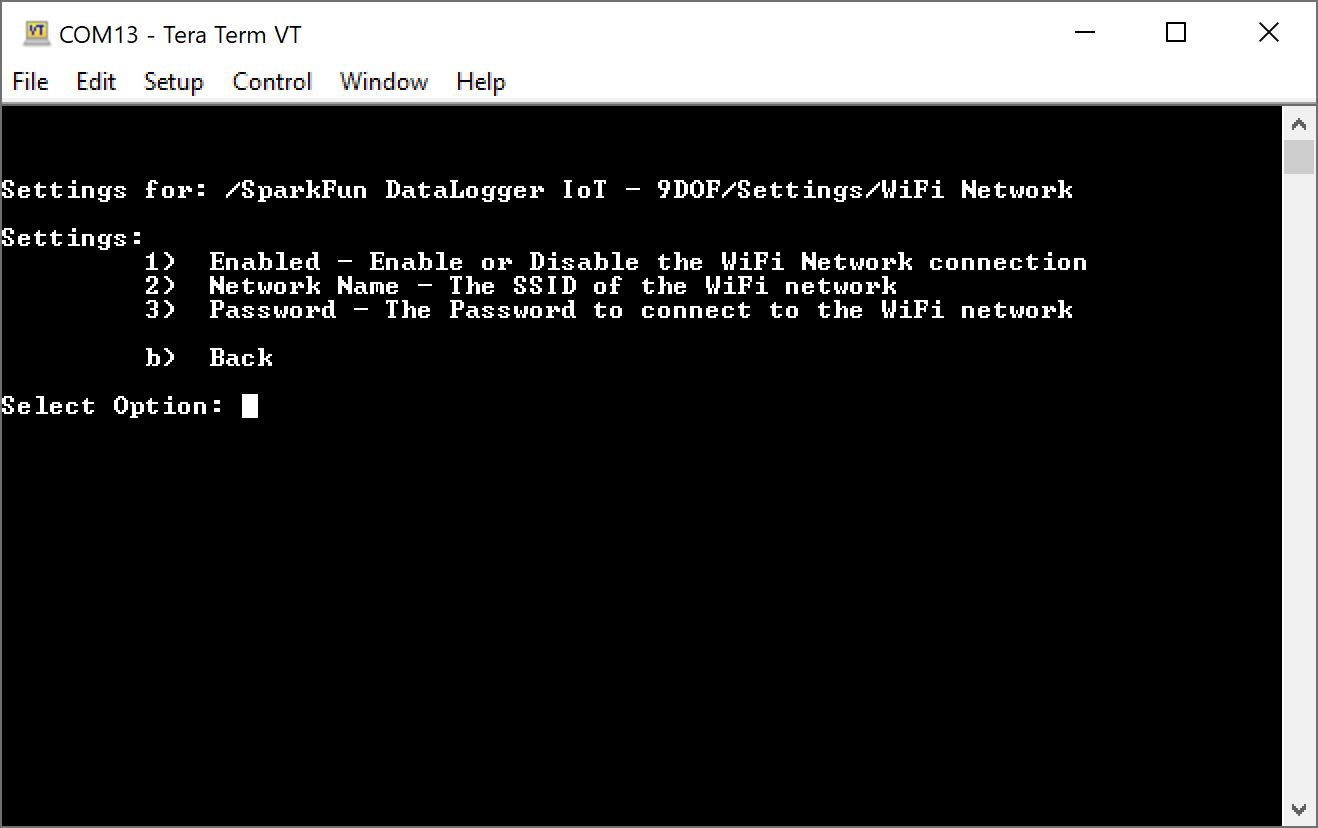 COM13 - Tera Term VT
File Edit Setup Control Window Help
Settings for: /SparkFun DataLogger IoT - 9DOF/Settings/WiFi Network
Settings:
1) Enabled - Enable or Disable the WiFi Network connection
2) Network Name - The SSID of the WiFi network
3) Password - The Password to connect to the WiFi network
b) Back
Select Option: